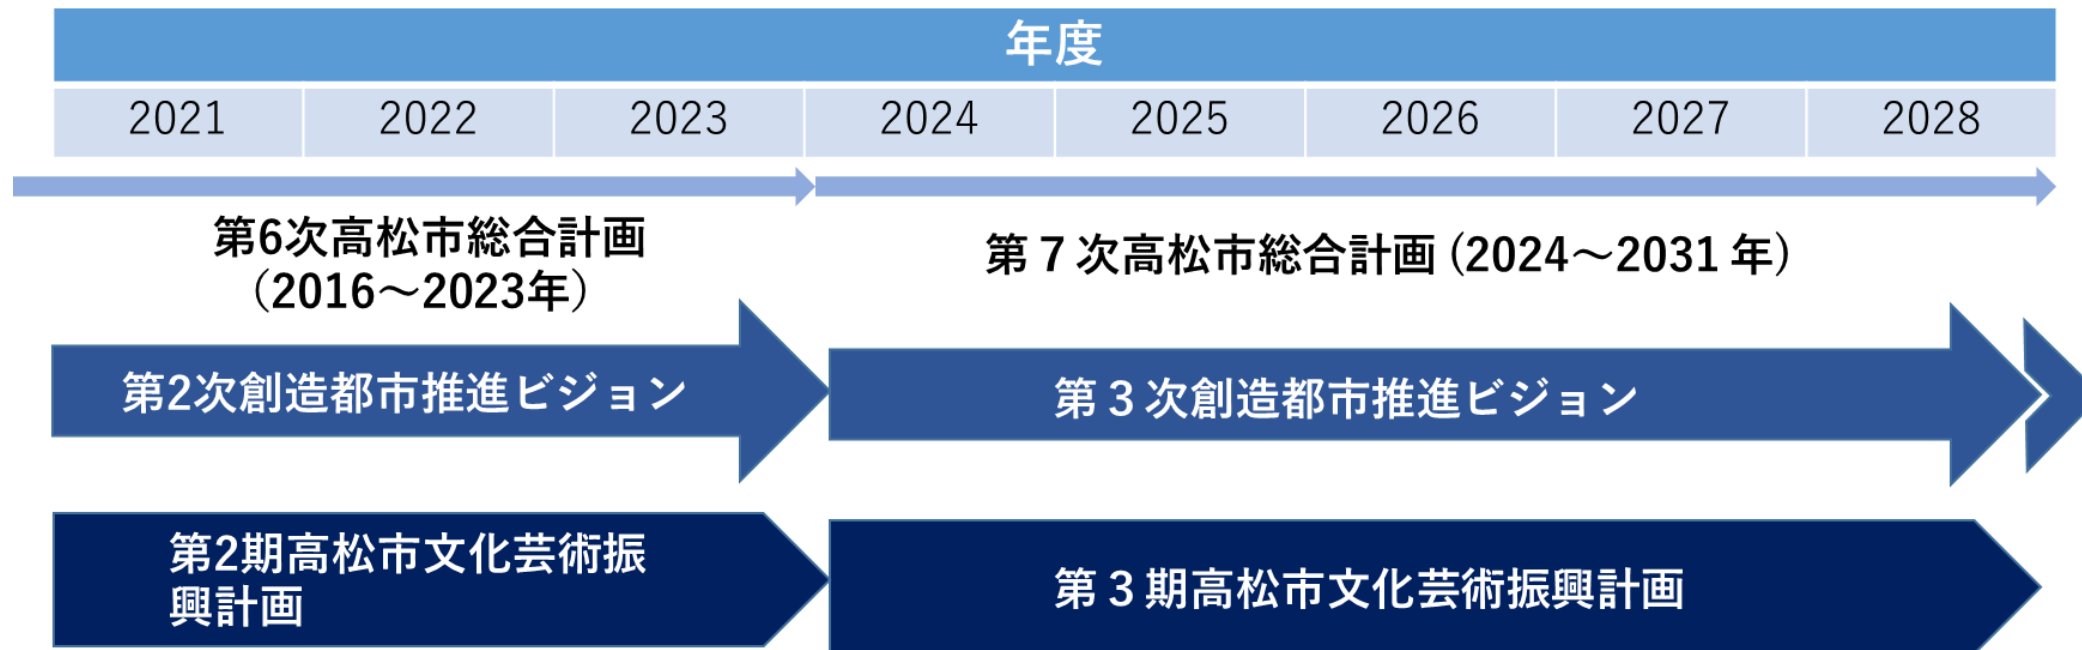 年度
2021 2022 2023 2024 2025 2026 2027 2028
第6次高松市総合計画
（2016～2023年）
第７次高松市総合計画 (2024～2031 年)
第2次創造都市推進ビジョン
第３次創造都市推進ビジョン
第2期高松市文化芸術振
興計画
第３期高松市文化芸術振興計画